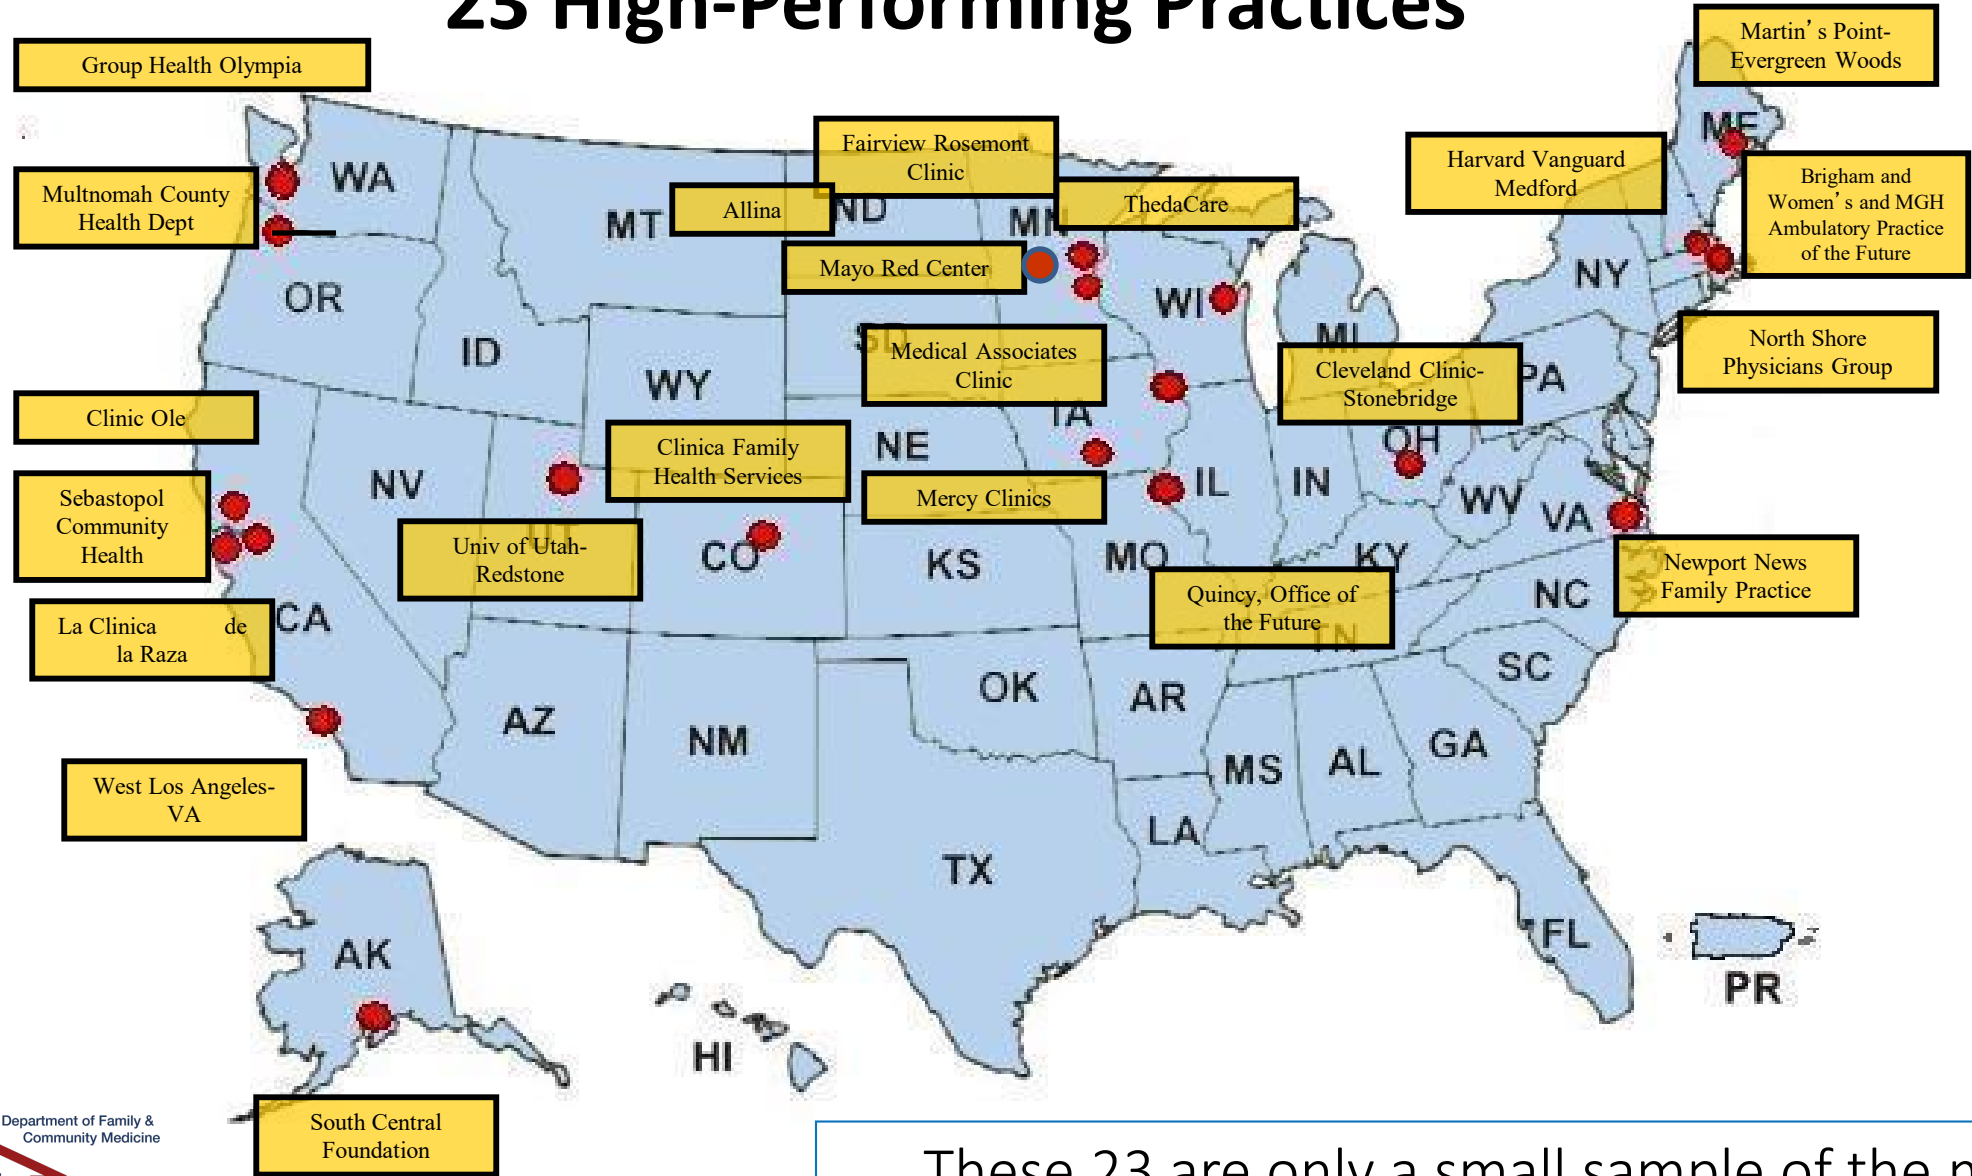 23 High-Performing Practices
Group Health Olympia
Martin’s Point-
Evergreen Woods
Fairview Rosemont
Clinic
Harvard Vanguard
Medford
Multnomah County
Health Dept
Allina
ThedaCare
Brigham and
Women’s and MGH
Ambulatory Practice
of the Future
Mayo Red Center
North Shore
Physicians Group
Medical Associates
Clinic
Cleveland Clinic-
Stonebridge
Clinic Ole
Clinica Family
Health Services
Mercy Clinics
Sebastopol
Community
Health
Univ of Utah-
Redstone
Newport News
Family Practice
Quincy, Office of
the Future
La Clinica de
la Raza
West Los Angeles-
VA
South Central
Foundation
WA
MT
ND
MN
ME
OR
ID
WY
SD
WI
MI
NY
PA
NV
UT
CO
NE
IA
IL
IN
OH
WV
VA
CA
KS
MO
KY
NC
TN
SC
AZ
NM
OK
AR
MS
AL
GA
LA
TX
FL
AK
HI
PR
Department of Family &
Community Medicine
These 23 are only a small sample of the